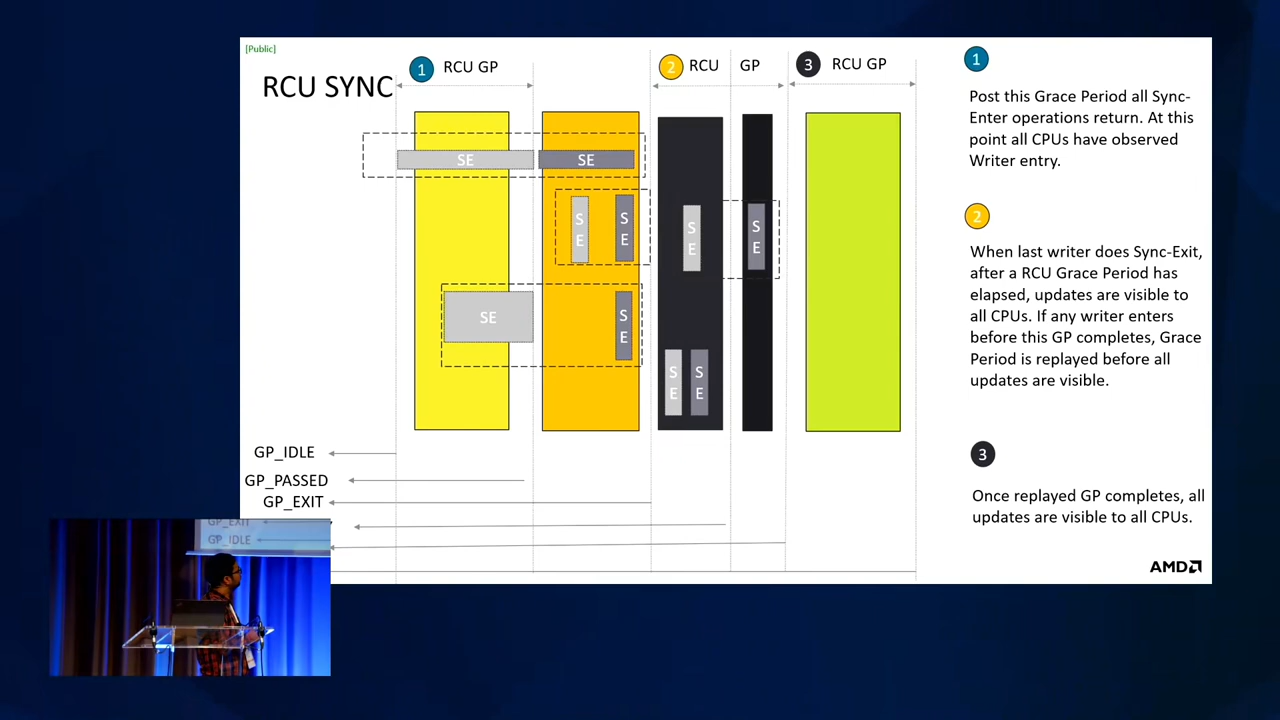 [Public]
RCU SYNC
1 RCU GP
2 RCU GP
3 RCU GP
SE
SE
S
E
S
E
S
E
S
E
SE
S
E
S
E
S
E
GP_IDLE
GP_PASSED
GP_EXIT
GP_EXIT
GP_IDLE
1
Post this Grace Period all Sync-
Enter operations return. At this
point all CPUs have observed
Writer entry.
2
When last writer does Sync-Exit,
after a RCU Grace Period has
elapsed, updates are visible to
all CPUs. If any writer enters
before this GP completes, Grace
Period is replayed before all
updates are visible.
3
Once replayed GP completes, all
updates are visible to all CPUs.
AMD